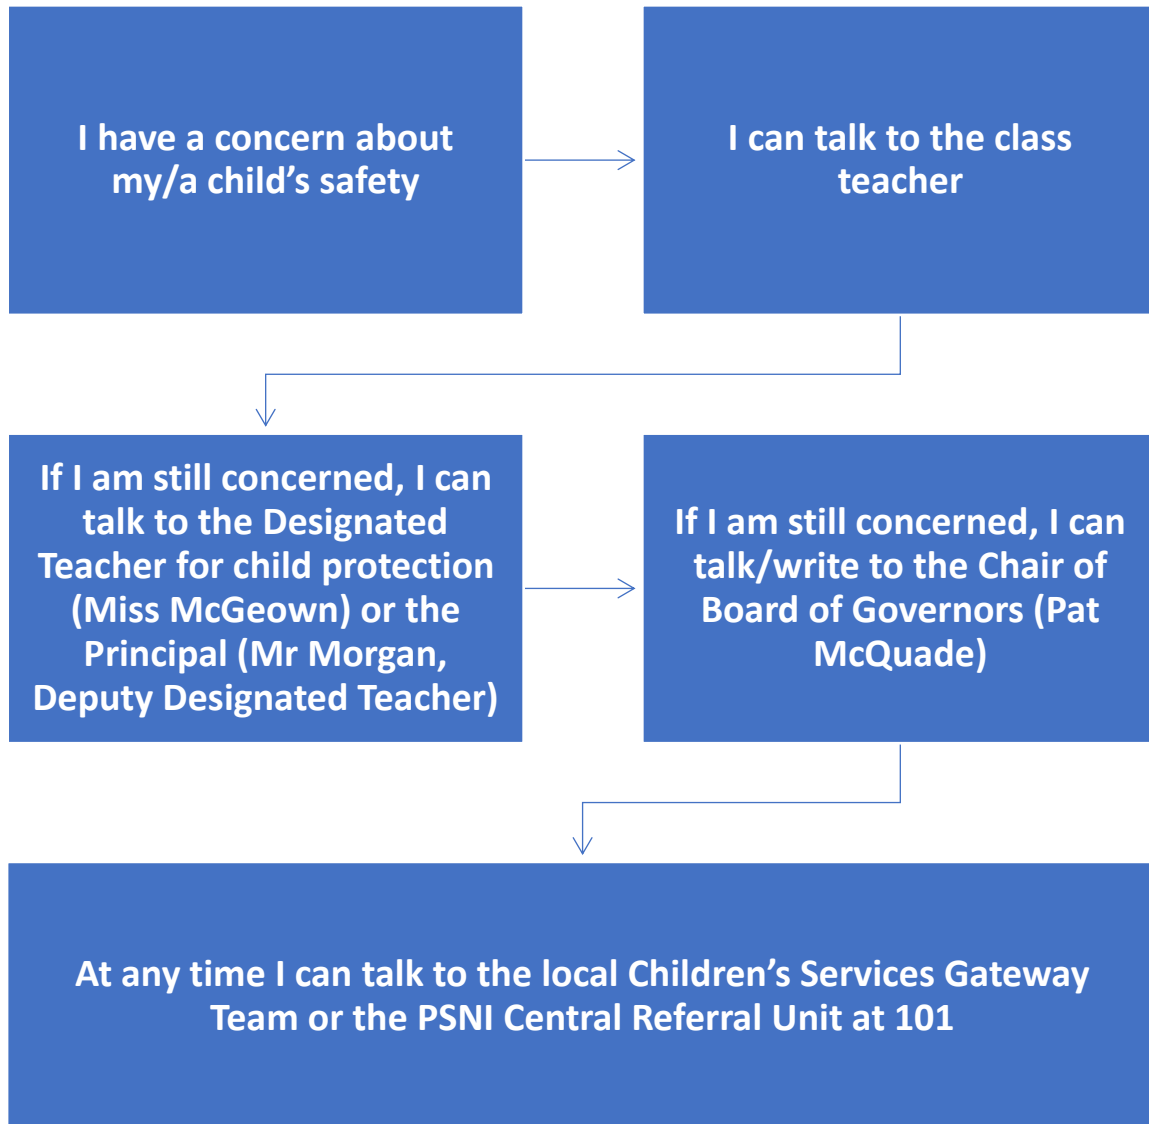 I have a concern about
my/a child’s safety
I can talk to the class
teacher
If I am still concerned, I can
talk to the Designated
Teacher for child protection
(Miss McGeown) or the
Principal (Mr Morgan,
Deputy Designated Teacher)
If I am still concerned, I can
talk/write to the Chair of
Board of Governors (Pat
McQuade)
At any time I can talk to the local Children’s Services Gateway
Team or the PSNI Central Referral Unit at 101